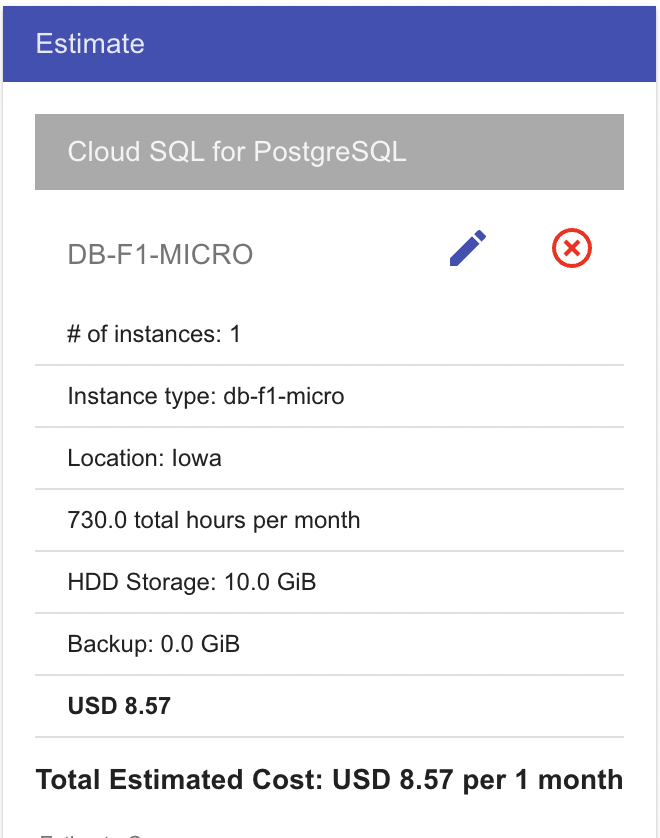 Estimate
Cloud SQL for PostgreSQL
DB-F1-MICRO
# of instances: 1
Instance type: db-f1-micro
Location: Iowa
730.0 total hours per month
HDD Storage: 10.0 GiB
Backup: 0.0 GiB
USD 8.57
Total Estimated Cost: USD 8.57 per 1 month